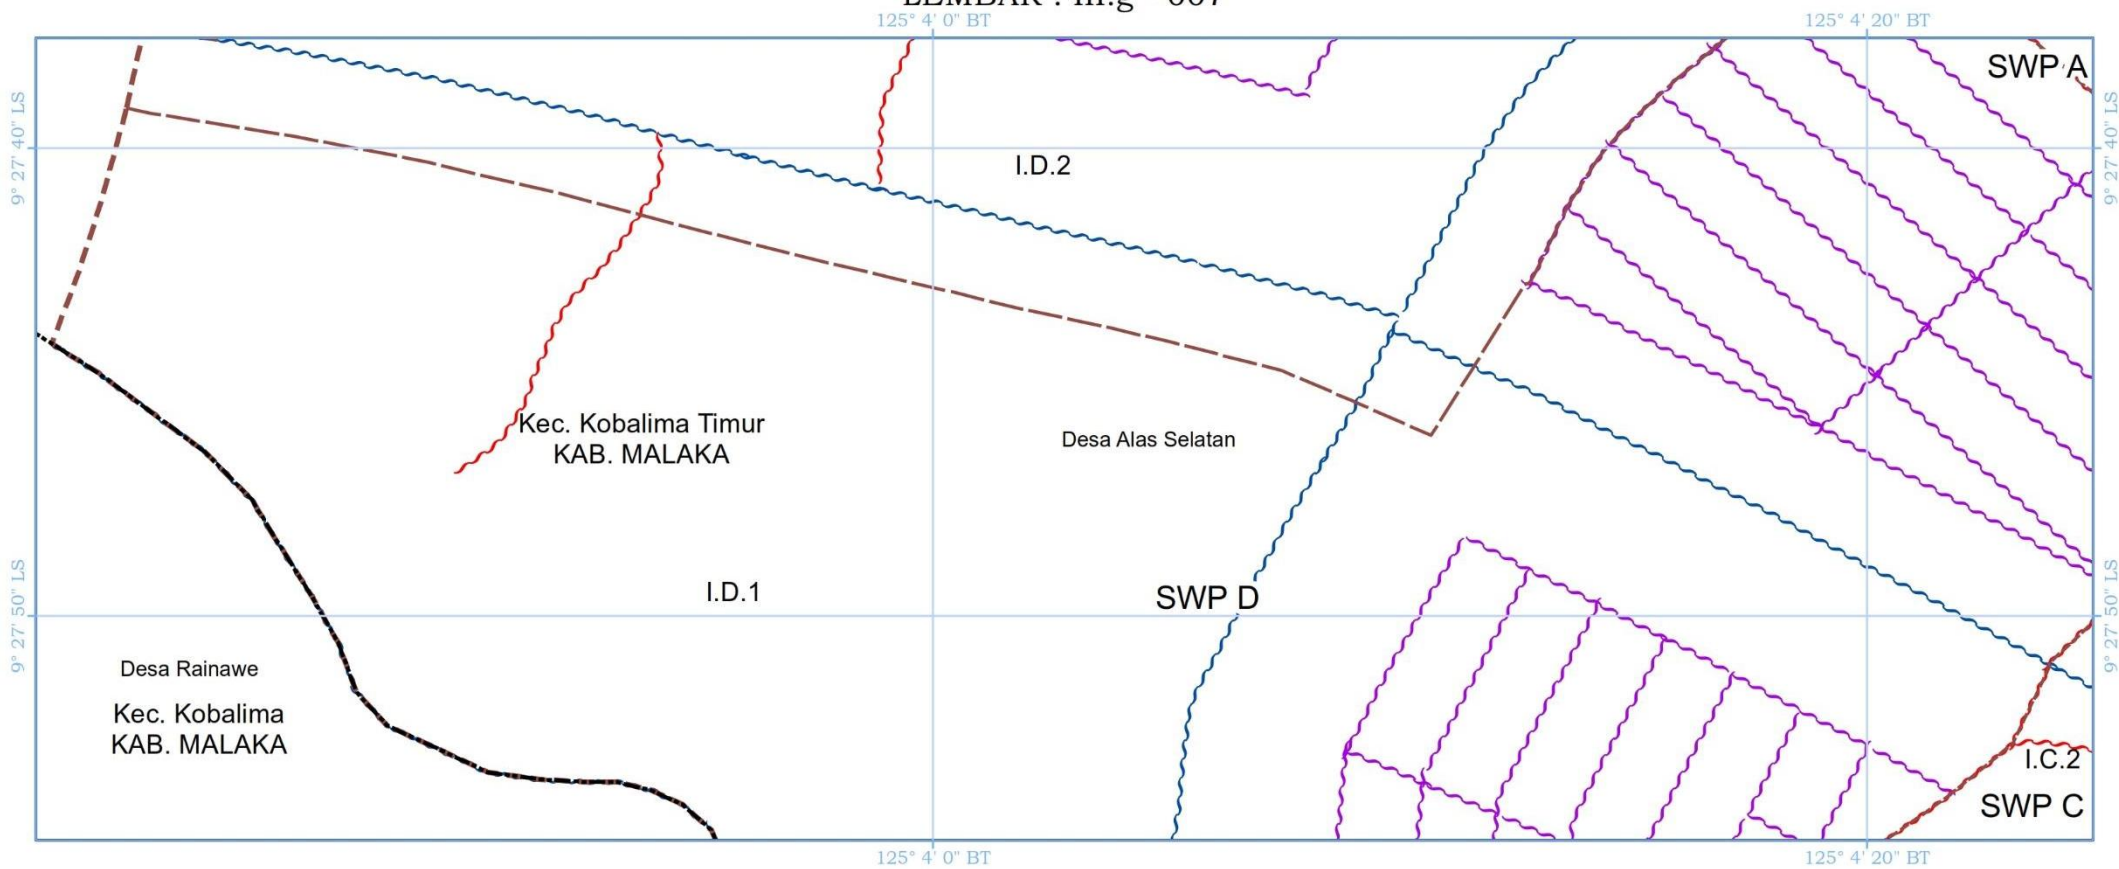 125° 4' 0" BT
125° 4' 20" BT
SWP A
9° 27' 40" LS
9° 27' 40" LS
I.D.2
Kec. Kobalima Timur
KAB. MALAKA
Desa Alas Selatan
9° 27' 50" LS
9° 27' 50" LS
I.D.1
SWP D
Desa Rainawe
Kec. Kobalima
KAB. MALAKA
I.C.2
SWP C
125° 4' 0" BT
125° 4' 20" BT